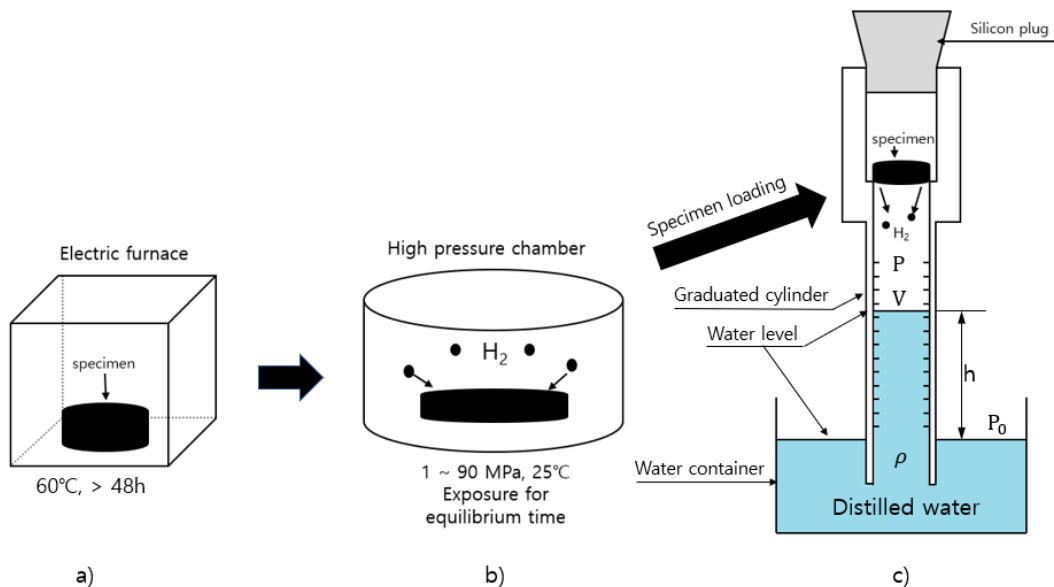 Electric furnace
specimen
60℃, > 48h
a)
High pressure chamber
H₂
1 ~ 90 MPa, 25℃
Exposure for
equilibrium time
b)
Specimen loading
Silicon plug
specimen
H₂
P
V
Graduated cylinder
Water level
h
P₀
Water container
ρ
Distilled water
c)